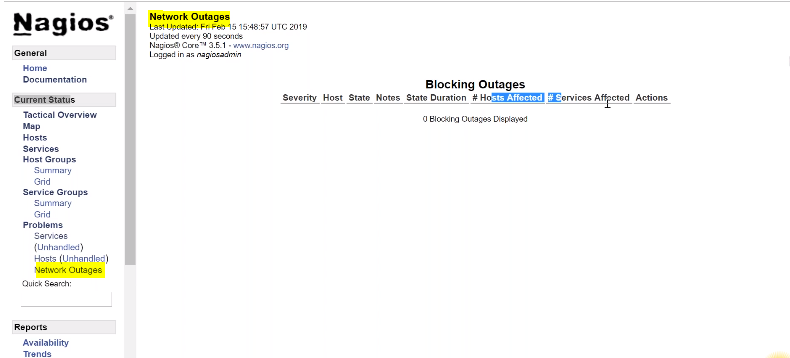 Nagios®
General
Home
Documentation
Current Status
Tactical Overview
Map
Hosts
Services
Host Groups
Summary
Grid
Service Groups
Summary
Grid
Problems
Services
(Unhandled)
Hosts (Unhandled)
Network Outages
Quick Search:
Reports
Availability
Trends
Network Outages
Last Updated: Fri Feb 15 15:48:57 UTC 2019
Updated every 90 seconds
Nagios® Core™ 3.5.1 - www.nagios.org
Logged in as nagiosadmin
Blocking Outages
Severity Host State Notes State Duration # Hosts Affected # Services Affected Actions
0 Blocking Outages Displayed